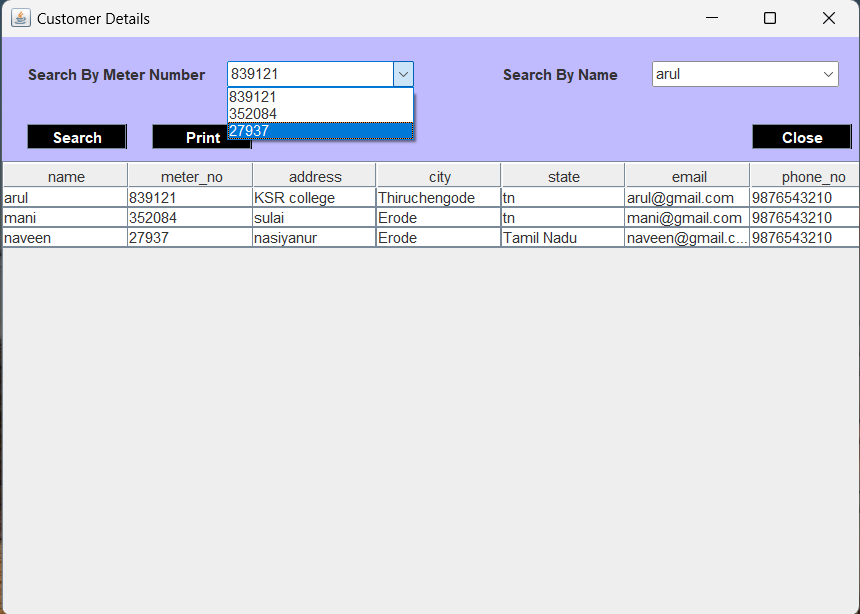 Customer Details
Search By Meter Number 839121 Search By Name arul
839121
352084
27937
Search Print Close
name meter_no address city state email phone_no
arul 839121 KSR college Thiruchengode tn arul@gmail.com 9876543210
mani 352084 sulai Erode tn mani@gmail.com 9876543210
naveen 27937 nasiyanur Erode Tamil Nadu naveen@gmail.c... 9876543210